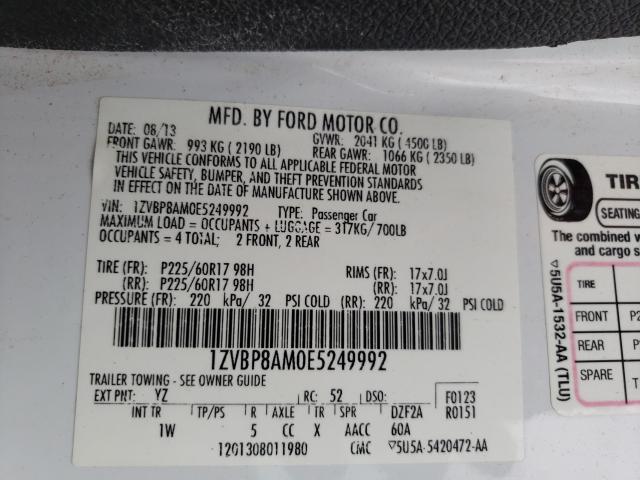 MFD. BY FORD MOTOR CO.
DATE: 08/13 GVWR: 2041 KG (4500 LB)
FRONT GAWR: 993 KG (2190 LB) REAR GAWR: 1066 KG (2350 LB)
THIS VEHICLE CONFORMS TO ALL APPLICABLE FEDERAL MOTOR
VEHICLE SAFETY, BUMPER, AND THEFT PREVENTION STANDARDS
IN EFFECT ON THE DATE OF MANUFACTURE SHOWN ABOVE.
VIN: 1ZVBP8AM0E5249992 TYPE: Passenger Car
MAXIMUM LOAD = OCCUPANTS + LUGGAGE = 317KG/700LB
OCCUPANTS = 4 TOTAL; 2 FRONT, 2 REAR
TIRE (FR): P225/60R17 98H RIMS (FR): 17x7.0J
(RR): P225/60R17 98H (RR): 17x7.0J
PRESSURE (FR): 220 kPa/ 32 PSI COLD (RR): 220 kPa/ 32 PSI COLD
1ZVBP8AM0E5249992
TRAILER TOWING - SEE OWNER GUIDE
EXT PNT: YZ RC: 52 DSO: F0123
INT TR TP/PS R AXLE TR SPR DZF2A R0151
1W 5 CC X AACC 60A
1201308011980 CMC ▽5U5A-5420472-AA
TIR
SEATING
The combined
and cargo s
TIRE
FRONT P2
REAR P
SPARE T
▽5U5A-1532-AA (TLU)